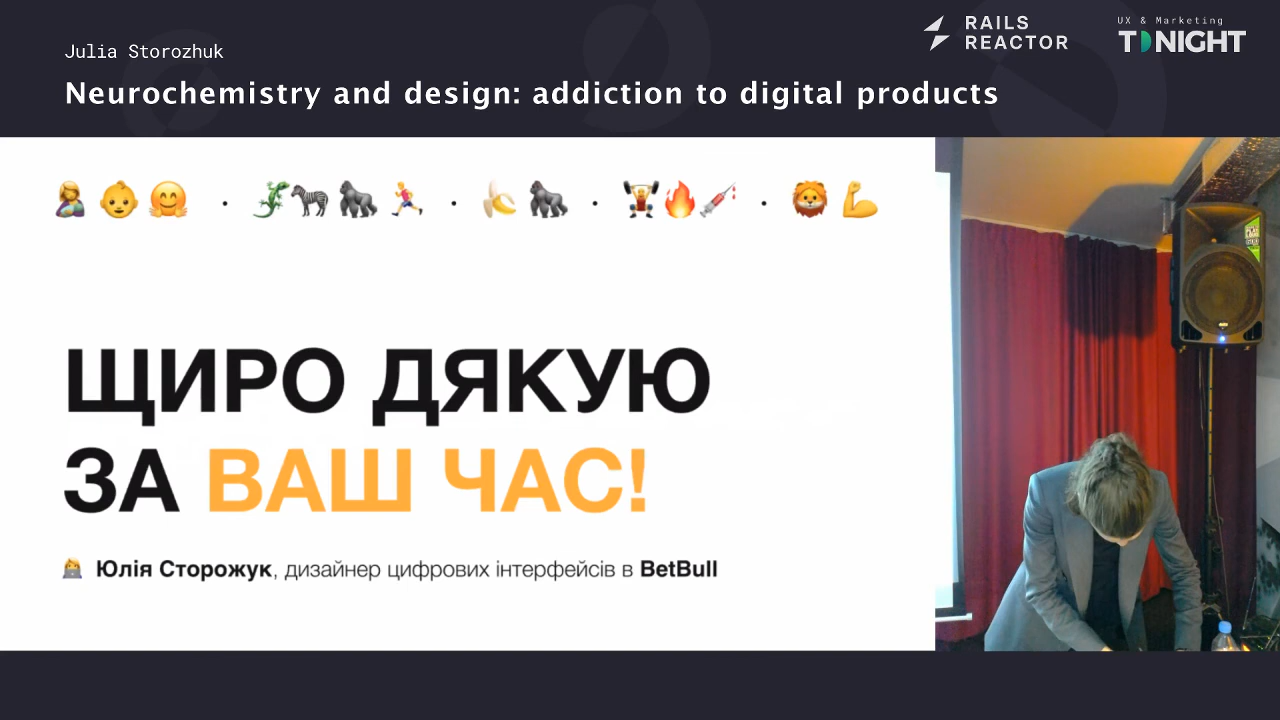 Julia Storozhuk
Neurochemistry and design: addiction to digital products
RAILS
REACTOR
UX & Marketing
TONIGHT
ЩИРО ДЯКУЮ
ЗА ВАШ ЧАС!
Юлія Сторожук, дизайнер цифрових інтерфейсів в BetBull